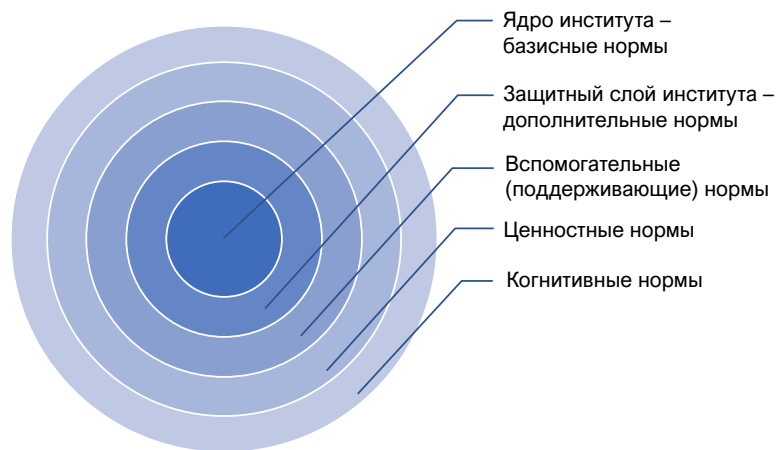 Ядро института –
базисные нормы
Защитный слой института –
дополнительные нормы
Вспомогательные
(поддерживающие) нормы
Ценностные нормы
Когнитивные нормы